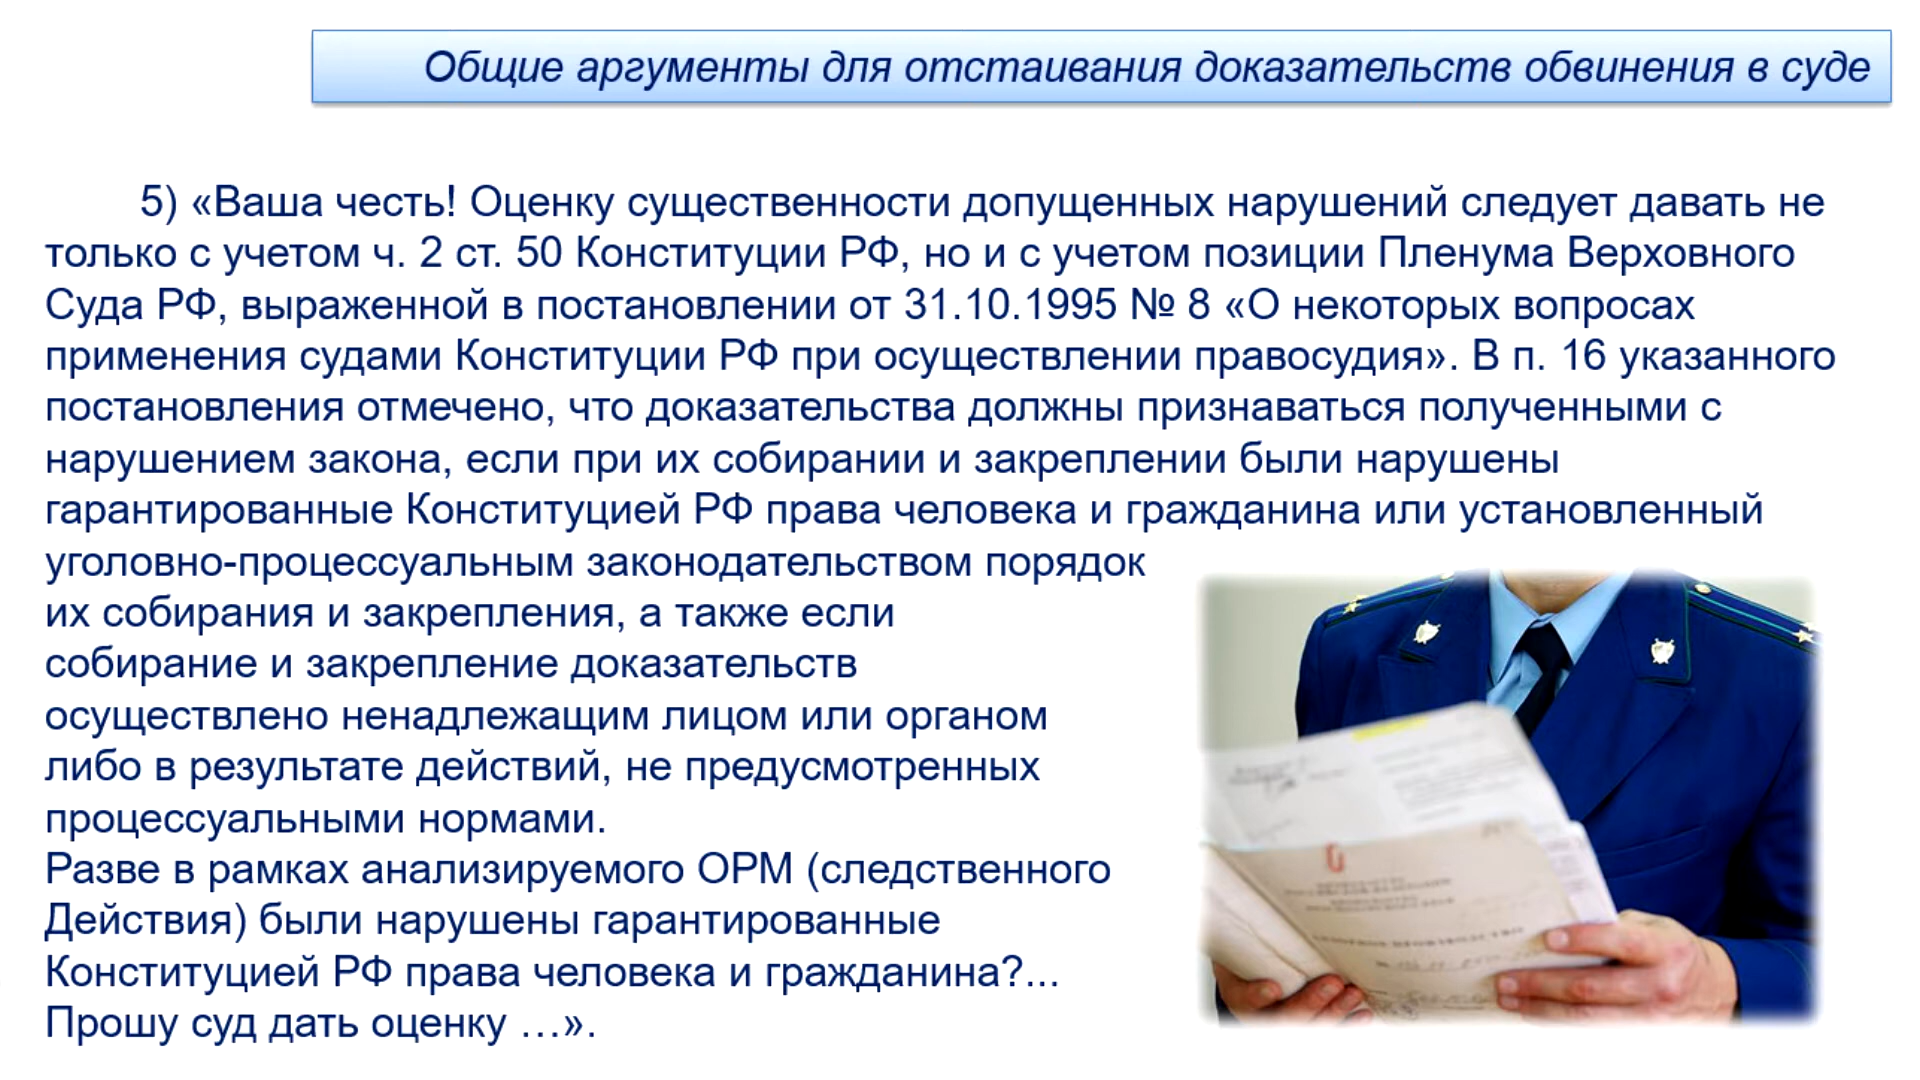 Общие аргументы для отстаивания доказательств обвинения в суде
5) «Ваша честь! Оценку существенности допущенных нарушений следует давать не
только с учетом ч. 2 ст. 50 Конституции РФ, но и с учетом позиции Пленума Верховного
Суда РФ, выраженной в постановлении от 31.10.1995 № 8 «О некоторых вопросах
применения судами Конституции РФ при осуществлении правосудия». В п. 16 указанного
постановления отмечено, что доказательства должны признаваться полученными с
нарушением закона, если при их собирании и закреплении были нарушены
гарантированные Конституцией РФ права человека и гражданина или установленный
уголовно-процессуальным законодательством порядок
их собирания и закрепления, а также если
собирание и закрепление доказательств
осуществлено ненадлежащим лицом или органом
либо в результате действий, не предусмотренных
процессуальными нормами.
Разве в рамках анализируемого ОРМ (следственного
Действия) были нарушены гарантированные
Конституцией РФ права человека и гражданина?...
Прошу суд дать оценку …».